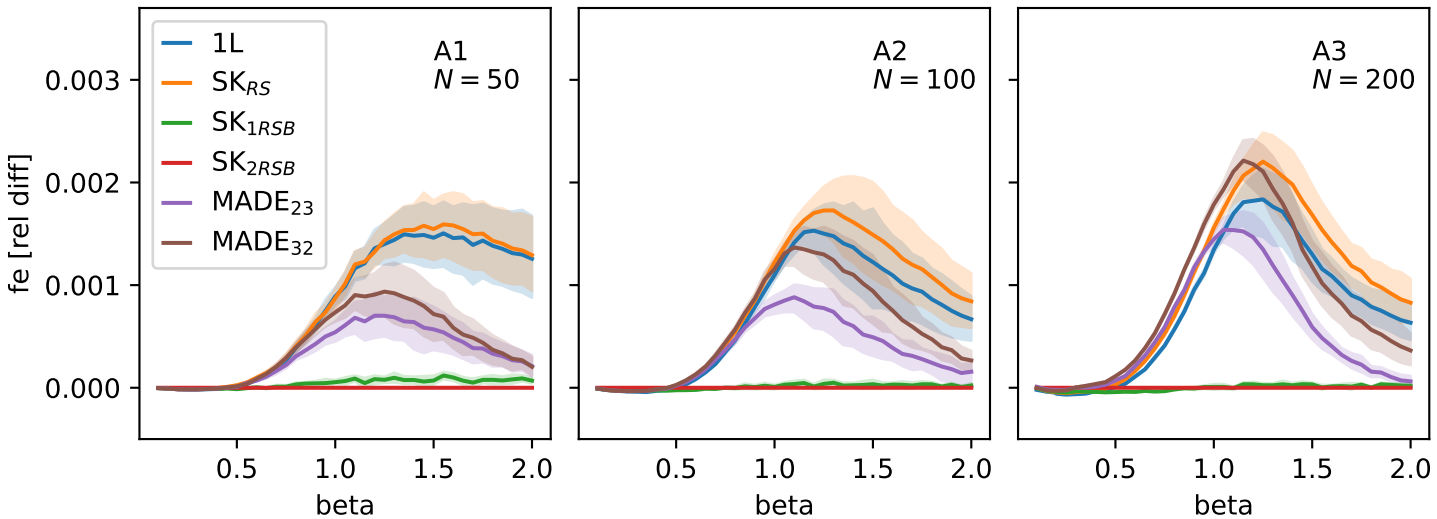 fe [rel diff]
0.003
0.002
0.001
0.000
1L
SK_RS
SK_1RSB
SK_2RSB
MADE_23
MADE_32
A1
N = 50
0.5 1.0 1.5 2.0
beta
A2
N = 100
0.5 1.0 1.5 2.0
beta
A3
N = 200
0.5 1.0 1.5 2.0
beta